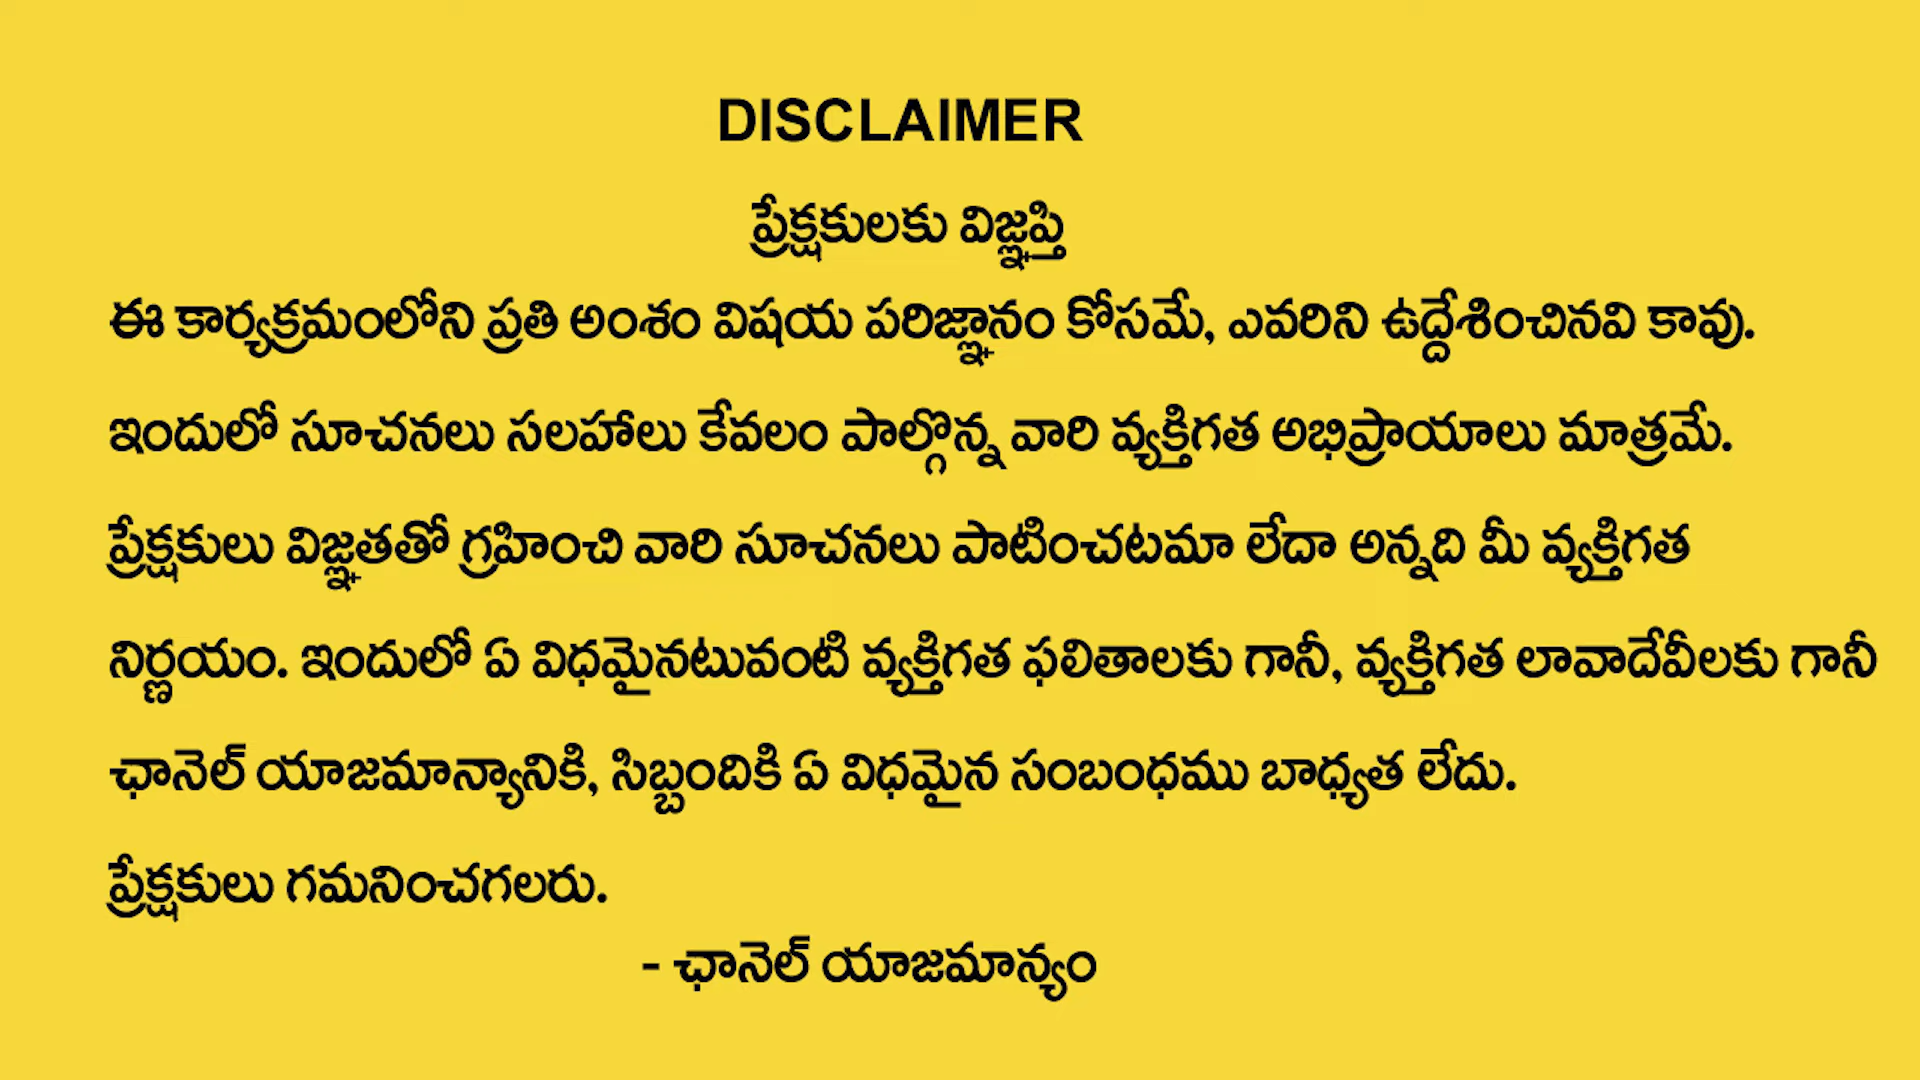 DISCLAIMER
ప్రేక్షకులకు విజ్ఞప్తి
ఈ కార్యక్రమంలోని ప్రతి అంశం విషయ పరిజ్ఞానం కోసమే, ఎవరిని ఉద్దేశించినవి కావు.
ఇందులో సూచనలు సలహాలు కేవలం పాల్గొన్న వారి వ్యక్తిగత అభిప్రాయాలు మాత్రమే.
ప్రేక్షకులు విజ్ఞతతో గ్రహించి వారి సూచనలు పాటించటమా లేదా అన్నది మీ వ్యక్తిగత
నిర్ణయం. ఇందులో ఏ విధమైనటువంటి వ్యక్తిగత ఫలితాలకు గానీ, వ్యక్తిగత లావాదేవీలకు గానీ
ఛానెల్ యాజమాన్యానికి, సిబ్బందికి ఏ విధమైన సంబంధము బాధ్యత లేదు.
ప్రేక్షకులు గమనించగలరు.
- ఛానెల్ యాజమాన్యం